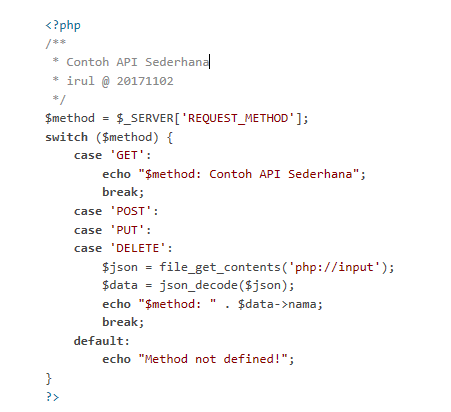 <?php
/**
 * Contoh API Sederhana
 * irul @ 20171102
 */
$method = $_SERVER['REQUEST_METHOD'];
switch ($method) {
    case 'GET':
        echo "$method: Contoh API Sederhana";
        break;
    case 'POST':
    case 'PUT':
    case 'DELETE':
        $json = file_get_contents('php://input');
        $data = json_decode($json);
        echo "$method: " . $data->nama;
        break;
    default:
        echo "Method not defined!";
}
?>